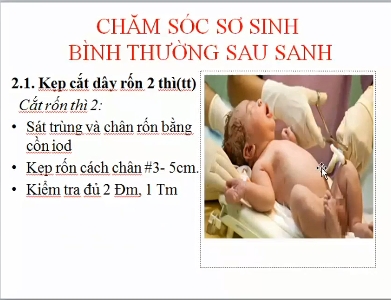 CHĂM SÓC SƠ SINH
BÌNH THƯỜNG SAU SANH
2.1. Kẹp cắt dây rốn 2 thì(tt)
Cắt rốn thì 2:
• Sát trùng và chân rốn bằng
cồn iod
• Kẹp rốn cách chân #3- 5cm.
• Kiểm tra đủ 2 Đm, 1 Tm